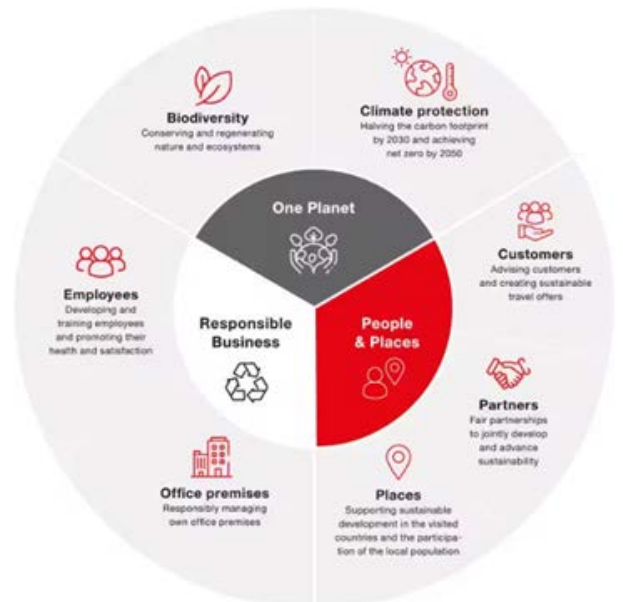 Biodiversity
Conserving and regenerating
nature and ecosystems
Climate protection
Halving the carbon footprint
by 2030 and achieving
net zero by 2050
One Planet
Customers
Advising customers
and creating sustainable
travel offers
Employees
Developing and
training employees
and promoting their
health and satisfaction
Responsible
Business
People
& Places
Partners
Fair partnerships
to jointly develop
and advance
sustainability
Office premises
Responsibly managing
own office premises
Places
Supporting sustainable
development in the visited
countries and the participa-
tion of the local population